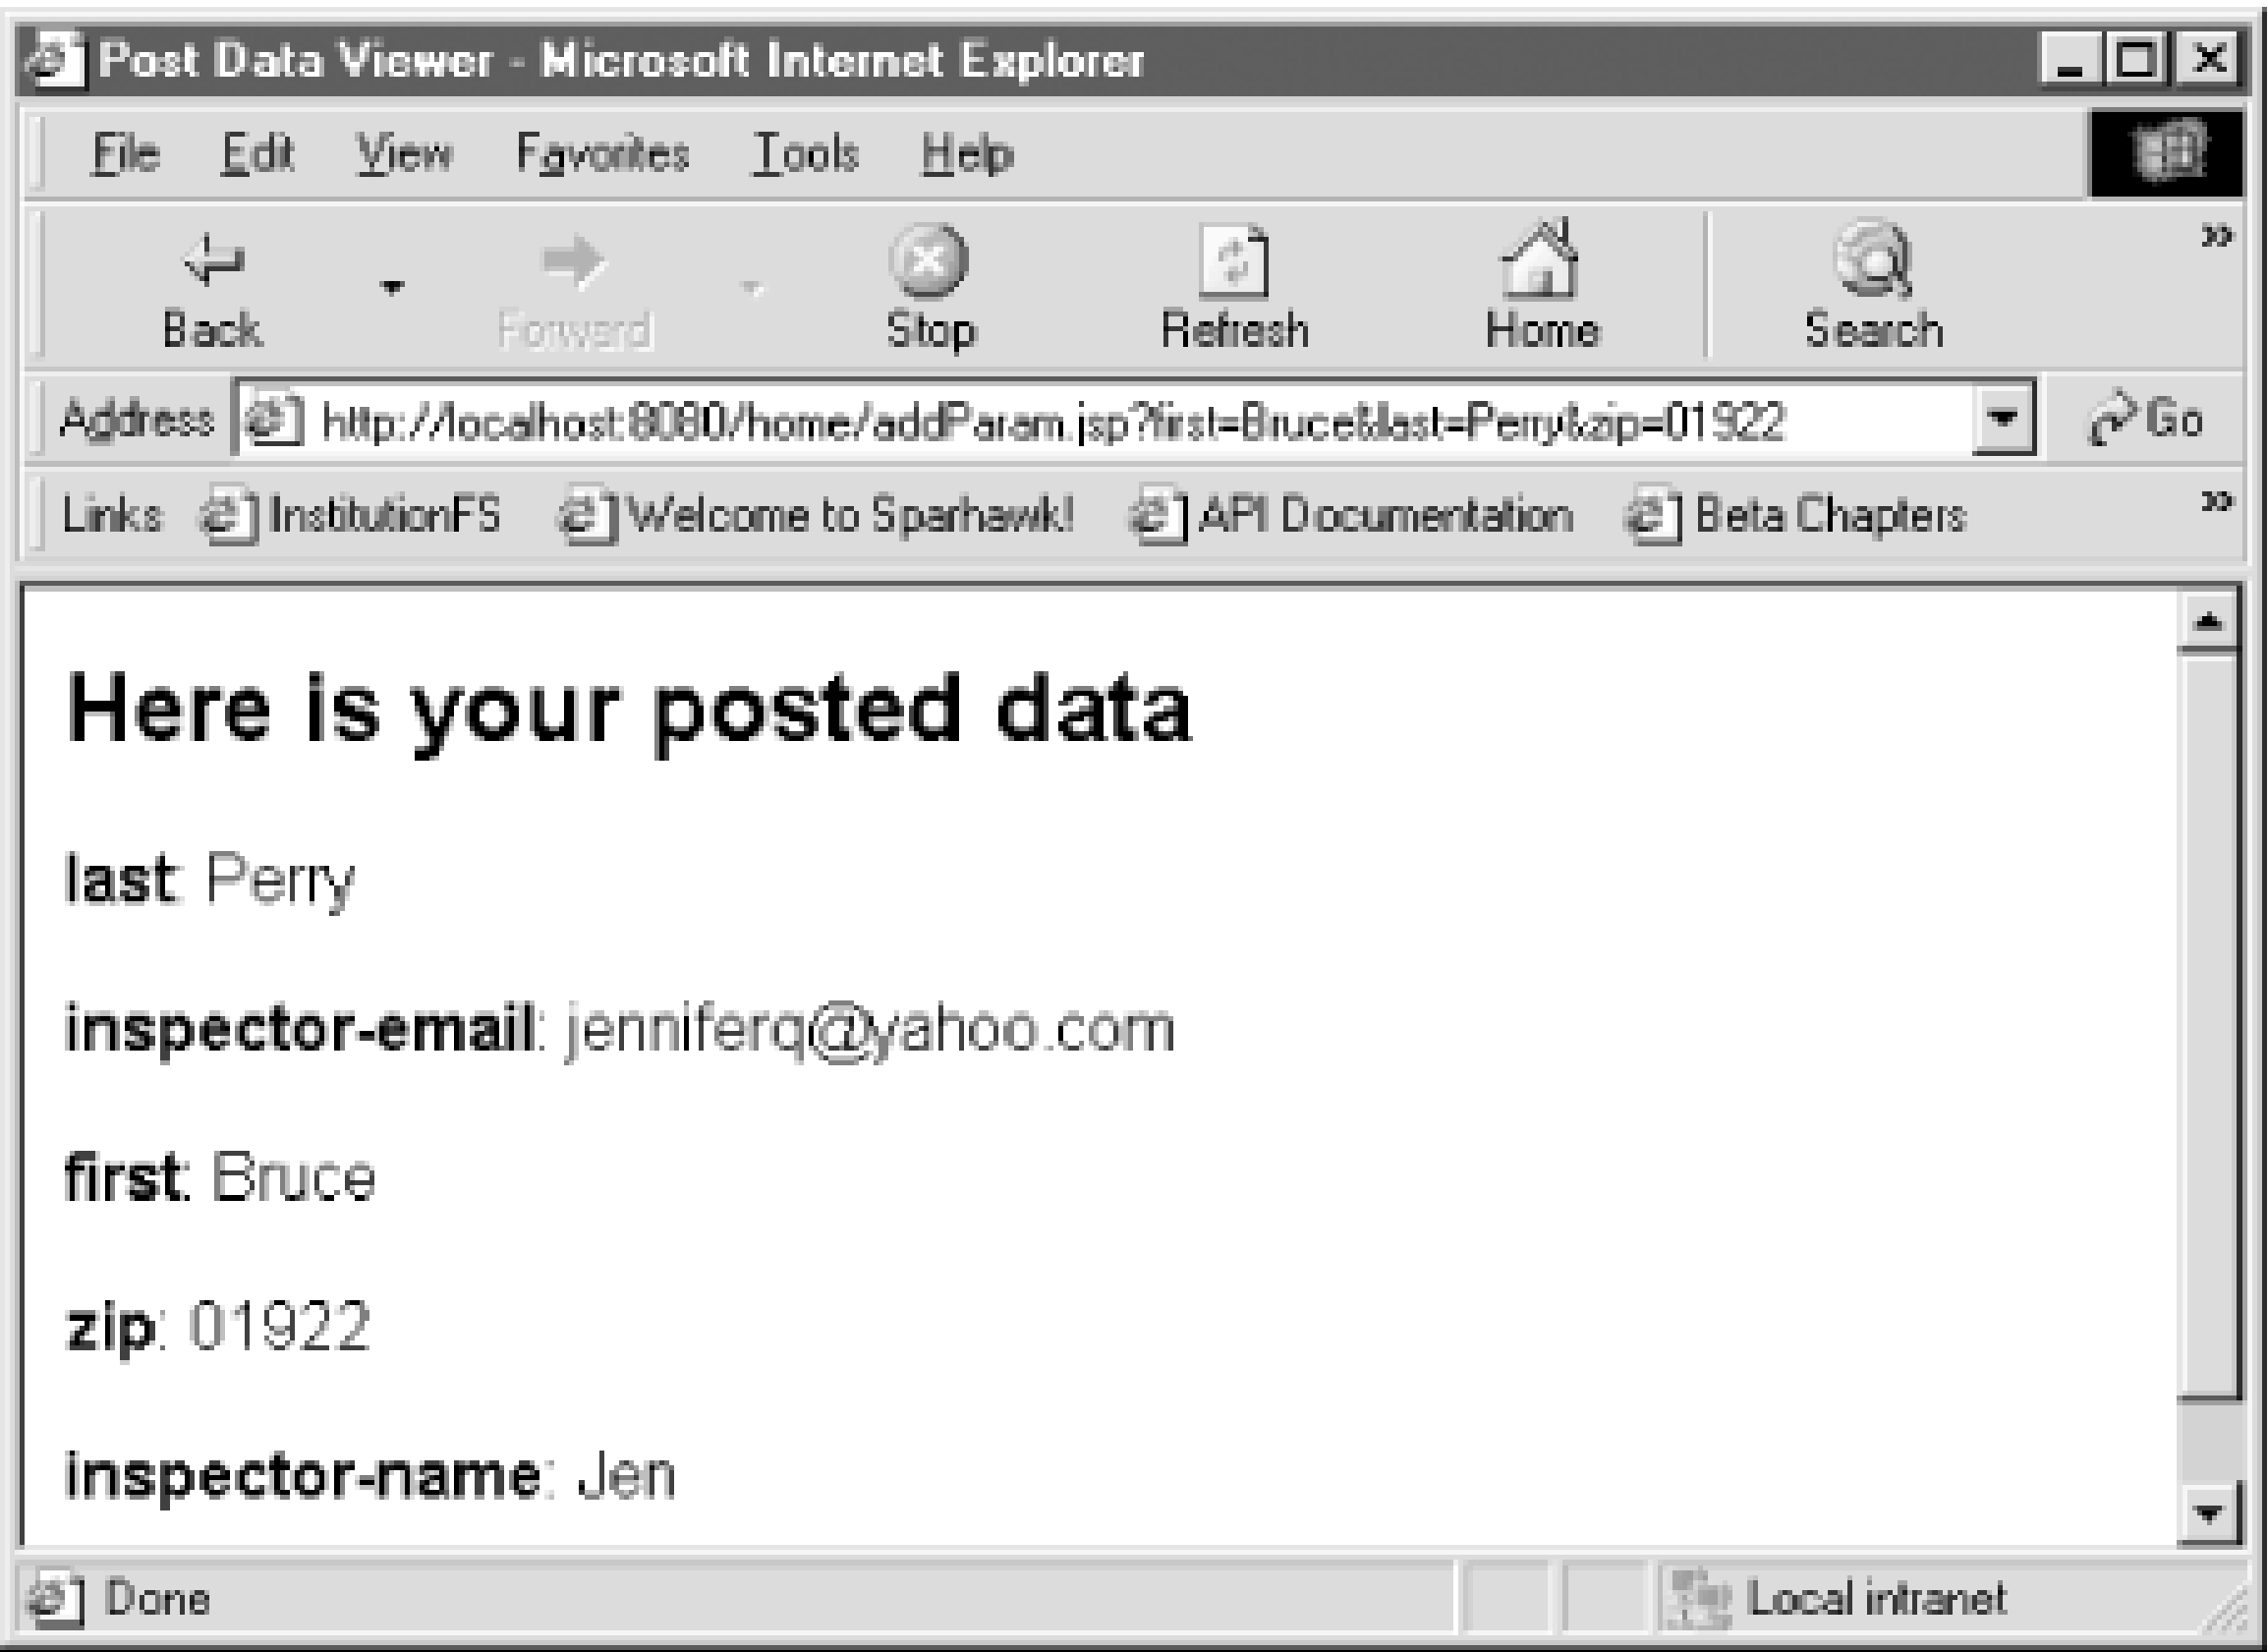 Post Data Viewer - Microsoft Internet Explorer
File Edit View Favorites Tools Help
Back Forward Stop Refresh Home Search »
Address http://localhost:8080/home/addParam.jsp?first=Bruce&last=Perry&zip=01922 Go
Links InstitutionFS Welcome to Sparhawk! API Documentation Beta Chapters »
Here is your posted data
last: Perry
inspector-email: jenniferq@yahoo.com
first: Bruce
zip: 01922
inspector-name: Jen
Done Local intranet